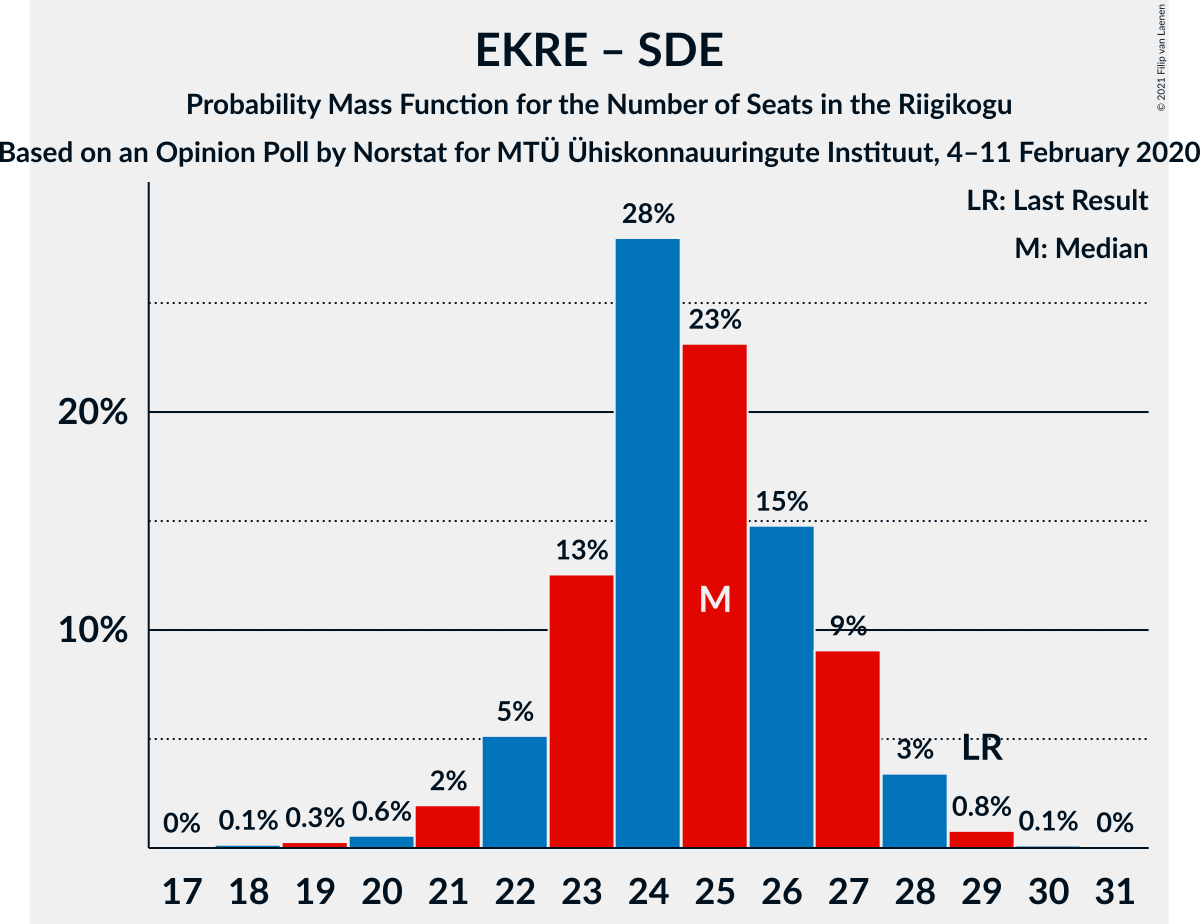 EKRE – SDE
Probability Mass Function for the Number of Seats in the Riigikogu
Based on an Opinion Poll by Norstat for MTÜ Ühiskonnauuringute Instituut, 4–11 February 2020
© 2021 Filip van Laenen
LR: Last Result
M: Median
20%
10%
0%
0.1%
0.3%
0.6%
2%
5%
13%
28%
23%
15%
9%
3%
0.8%
0.1%
0%
M
LR
17 18 19 20 21 22 23 24 25 26 27 28 29 30 31